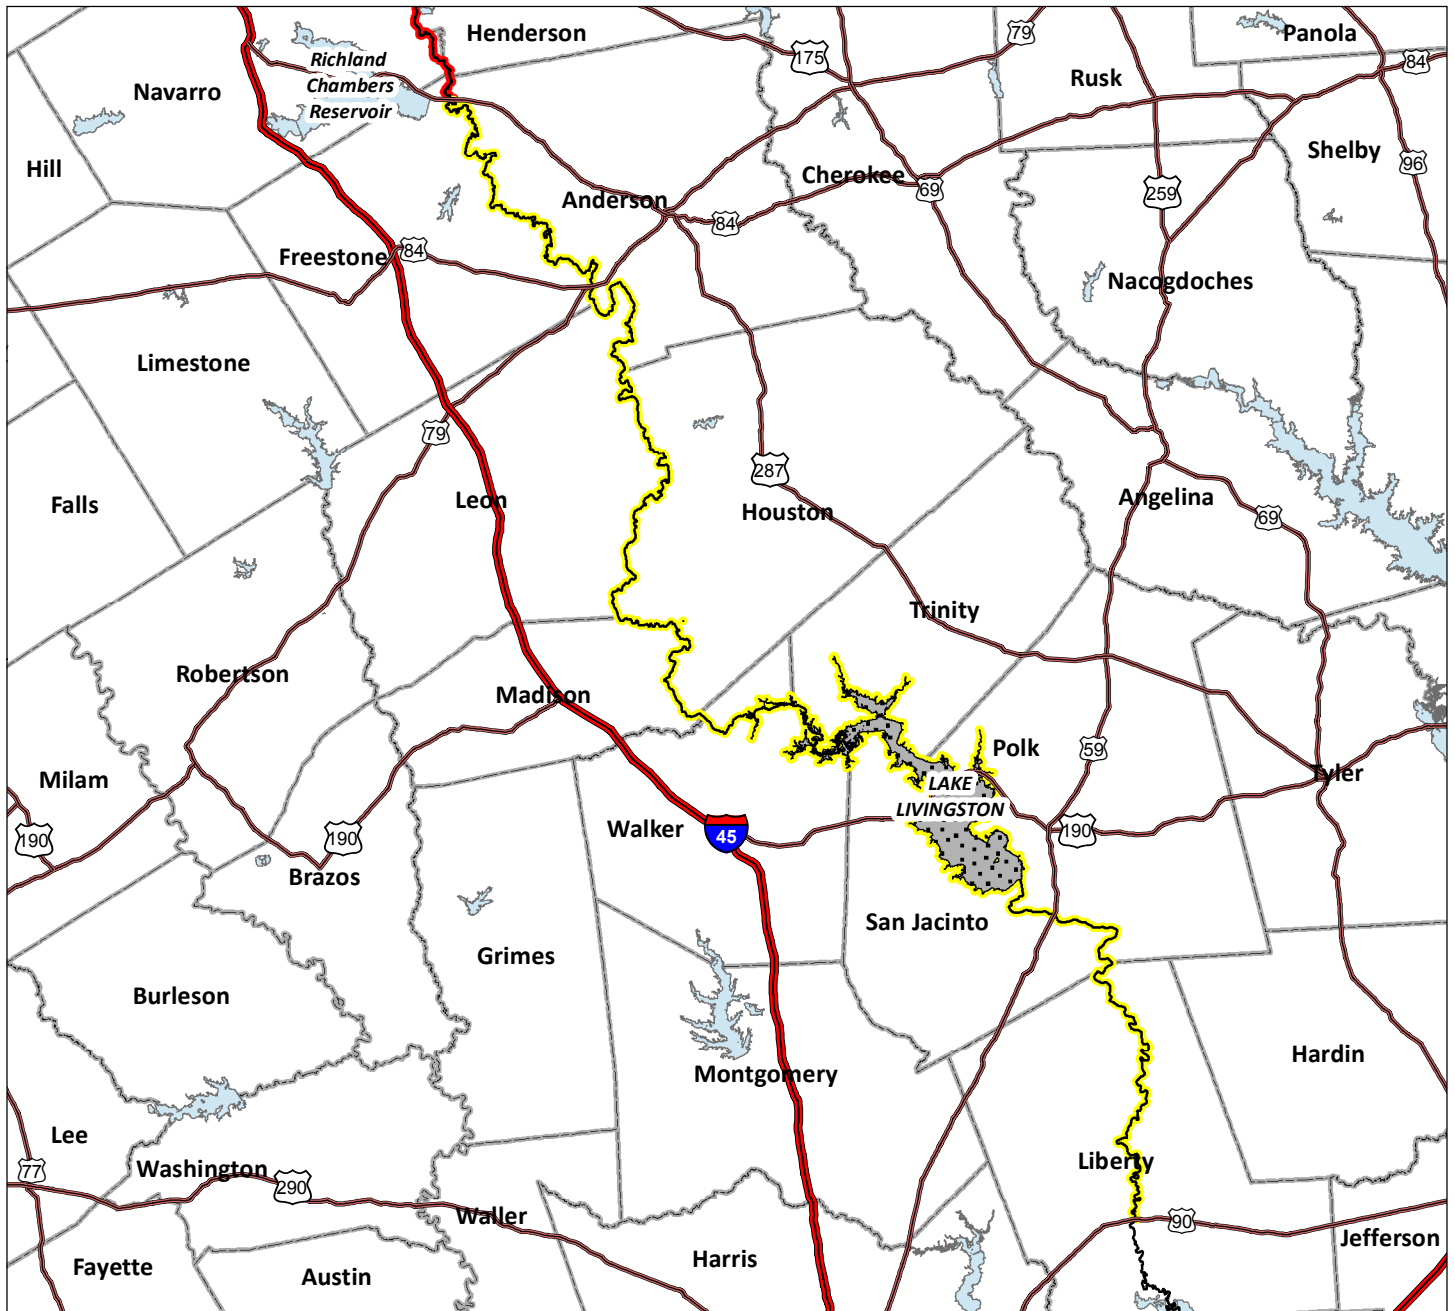 Henderson
79
Panola
Richland
175
84
Chambers
Rusk
Navarro
Reservoir
Shelby
Hill
96
Cherokee
69
259
Anderson
84
84
Freestone
Nacogdoches
Limestone
79
287
Angelina
Leon
Falls
Houston
69
Trinity
Robertson
Madison
59
Polk
Tyler
Milam
LAKE
LIVINGSTON
Walker
45
190
190
190
Brazos
San Jacinto
Grimes
Burleson
Hardin
Montgomery
Lee
Liberty
77
Washington
290
Waller
90
Jefferson
Harris
Fayette
Austin